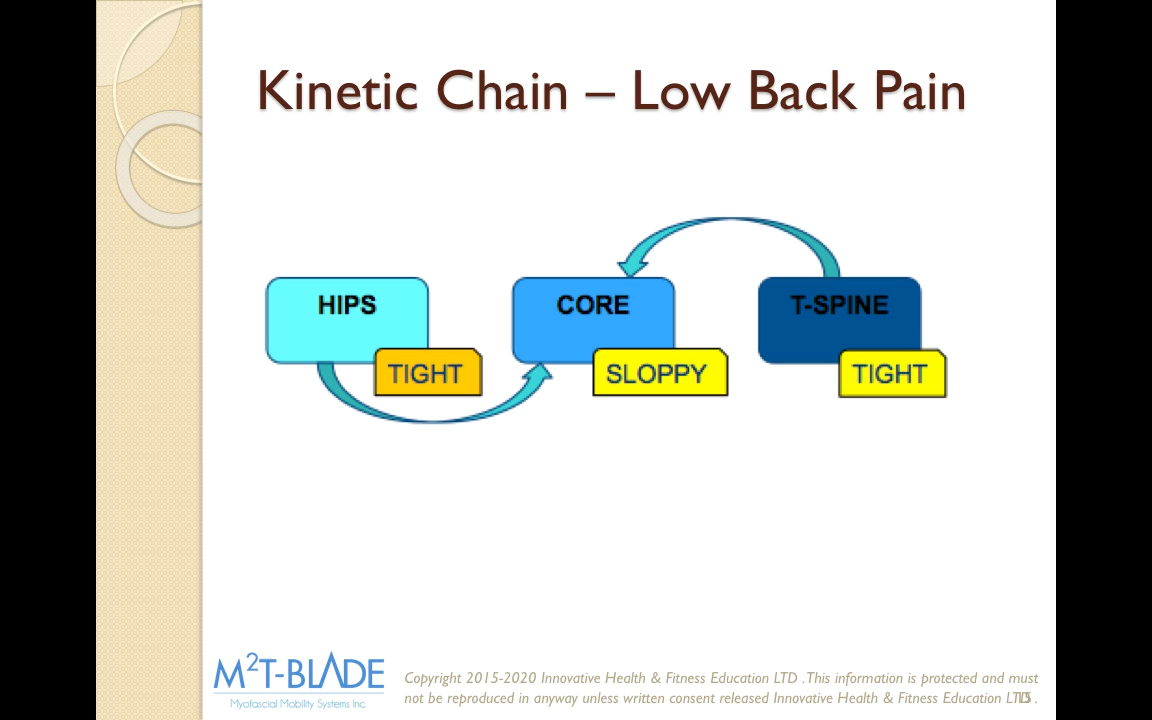 Kinetic Chain – Low Back Pain
HIPS
TIGHT
CORE
SLOPPY
T-SPINE
TIGHT
M²T-BLADE
Myofascial Mobility Systems Inc.
Copyright 2015-2020 Innovative Health & Fitness Education LTD .This information is protected and must
not be reproduced in anyway unless written consent released Innovative Health & Fitness Education LTD .